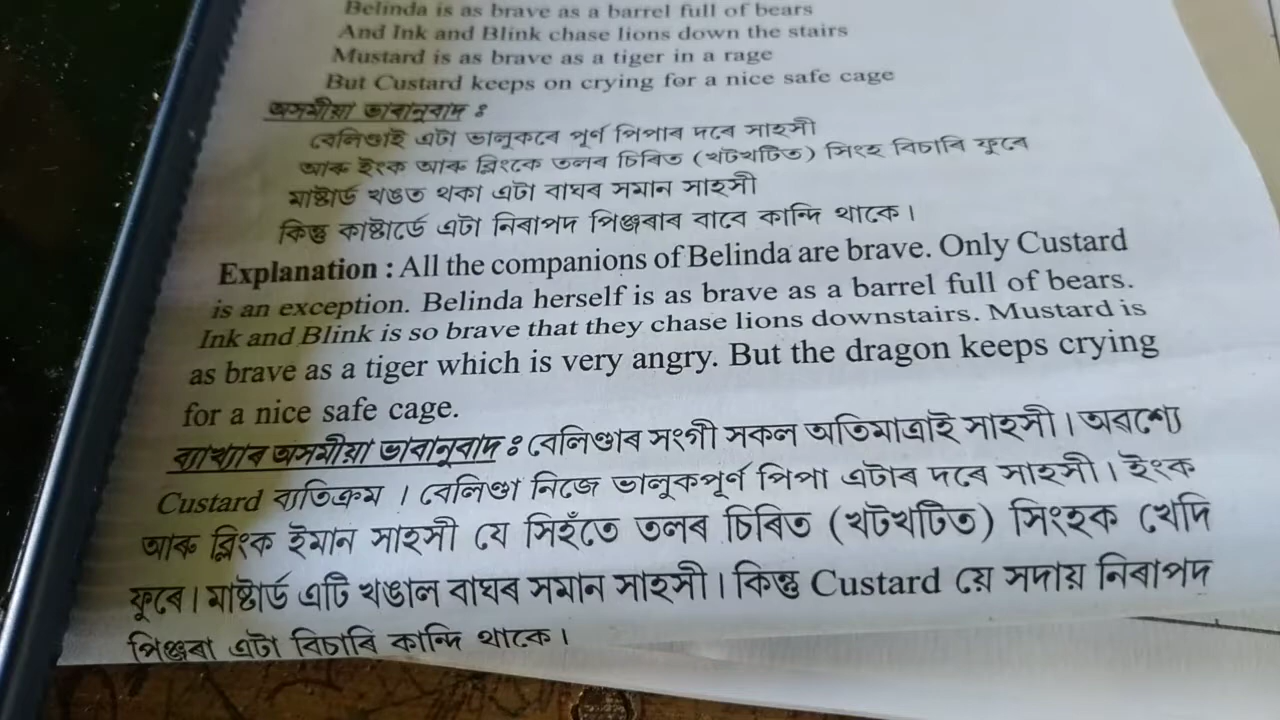 Belinda is as brave as a barrel full of bears
And Ink and Blink chase lions down the stairs
Mustard is as brave as a tiger in a rage
But Custard keeps on crying for a nice safe cage
অসমীয়া ভাবানুবাদ :
বেলিণ্ডাই এটা ভালুকৰে পূৰ্ণ পিপাৰ দৰে সাহসী
আৰু ইংক আৰু ব্লিংকে তলৰ চিৰিত (খটখটিত) সিংহ বিচাৰি ফুৰে
মাষ্টাৰ্ড খঙত থকা এটা বাঘৰ সমান সাহসী
কিন্তু কাষ্টাৰ্ডে এটা নিৰাপদ পিঞ্জৰাৰ বাবে কান্দি থাকে।
Explanation : All the companions of Belinda are brave. Only Custard
is an exception. Belinda herself is as brave as a barrel full of bears.
Ink and Blink is so brave that they chase lions downstairs. Mustard is
as brave as a tiger which is very angry. But the dragon keeps crying
for a nice safe cage.
ব্যাখ্যাৰ অসমীয়া ভাবানুবাদ : বেলিণ্ডাৰ সংগী সকল অতিমাত্ৰাই সাহসী। অৱশ্যে
Custard ব্যতিক্ৰম । বেলিণ্ডা নিজে ভালুকপূৰ্ণ পিপা এটাৰ দৰে সাহসী। ইংক
আৰু ব্লিংক ইমান সাহসী যে সিহঁতে তলৰ চিৰিত (খটখটিত) সিংহক খেদি
ফুৰে। মাষ্টাৰ্ড এটি খঙাল বাঘৰ সমান সাহসী। কিন্তু Custard য়ে সদায় নিৰাপদ
পিঞ্জৰা এটা বিচাৰি কান্দি থাকে।